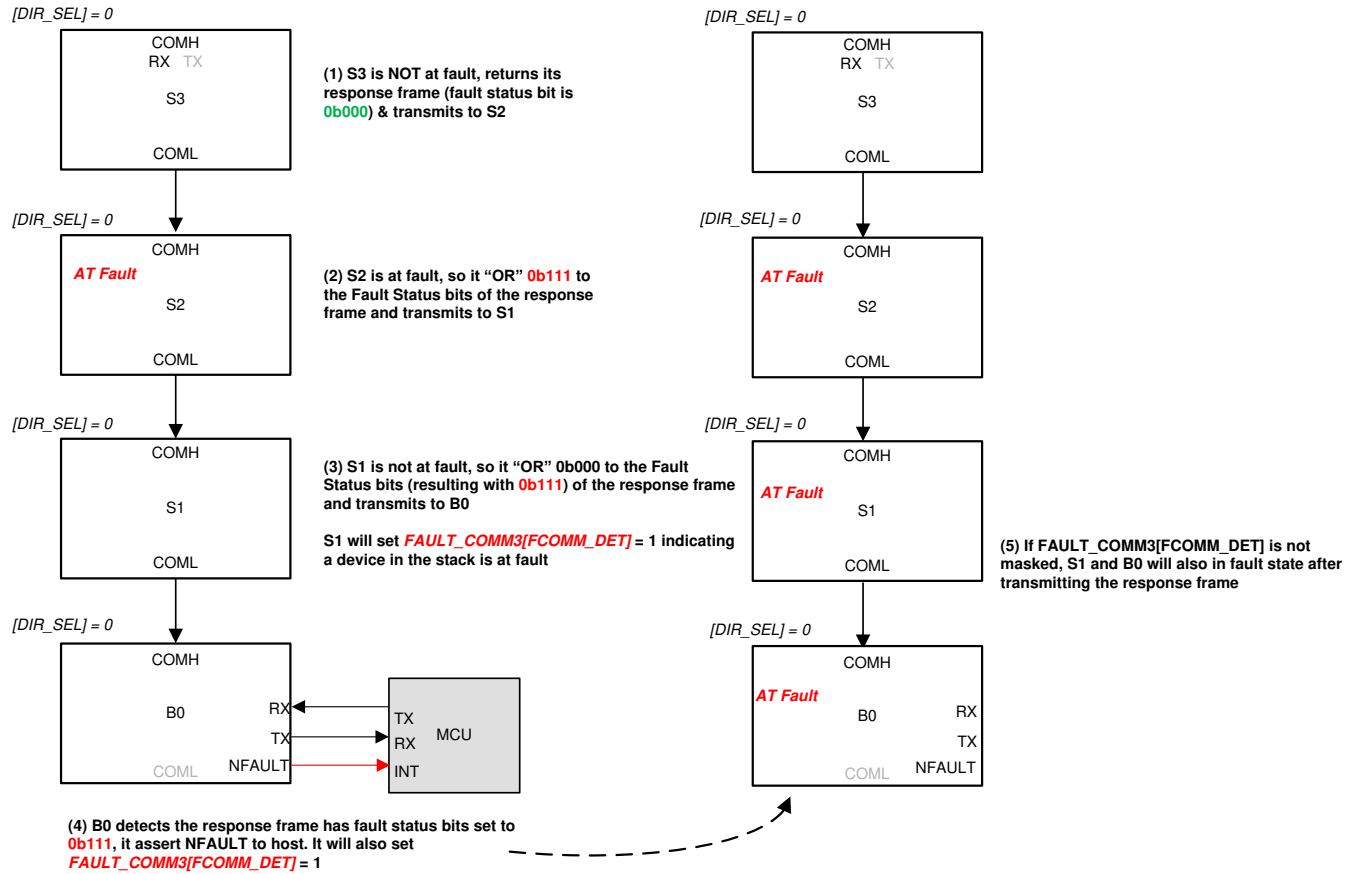 [DIR_SEL] = 0
COMH
RX TX
S3
COML
(1) S3 is NOT at fault, returns its
response frame (fault status bit is
0b000) & transmits to S2
[DIR_SEL] = 0
COMH
AT Fault
S2
COML
(2) S2 is at fault, so it “OR” 0b111 to
the Fault Status bits of the response
frame and transmits to S1
[DIR_SEL] = 0
COMH
S1
COML
(3) S1 is not at fault, so it “OR” 0b000 to the Fault
Status bits (resulting with 0b111) of the response frame
and transmits to B0
S1 will set FAULT_COMM3[FCOMM_DET] = 1 indicating
a device in the stack is at fault
[DIR_SEL] = 0
COMH
B0
RX
TX
NFAULT
COML
TX
RX
INT
MCU
(4) B0 detects the response frame has fault status bits set to
0b111, it assert NFAULT to host. It will also set
FAULT_COMM3[FCOMM_DET] = 1
[DIR_SEL] = 0
COMH
RX TX
S3
COML
[DIR_SEL] = 0
COMH
AT Fault
S2
COML
[DIR_SEL] = 0
COMH
AT Fault
S1
COML
(5) If FAULT_COMM3[FCOMM_DET] is not
masked, S1 and B0 will also in fault state after
transmitting the response frame
[DIR_SEL] = 0
COMH
AT Fault
B0
RX
TX
NFAULT
COML